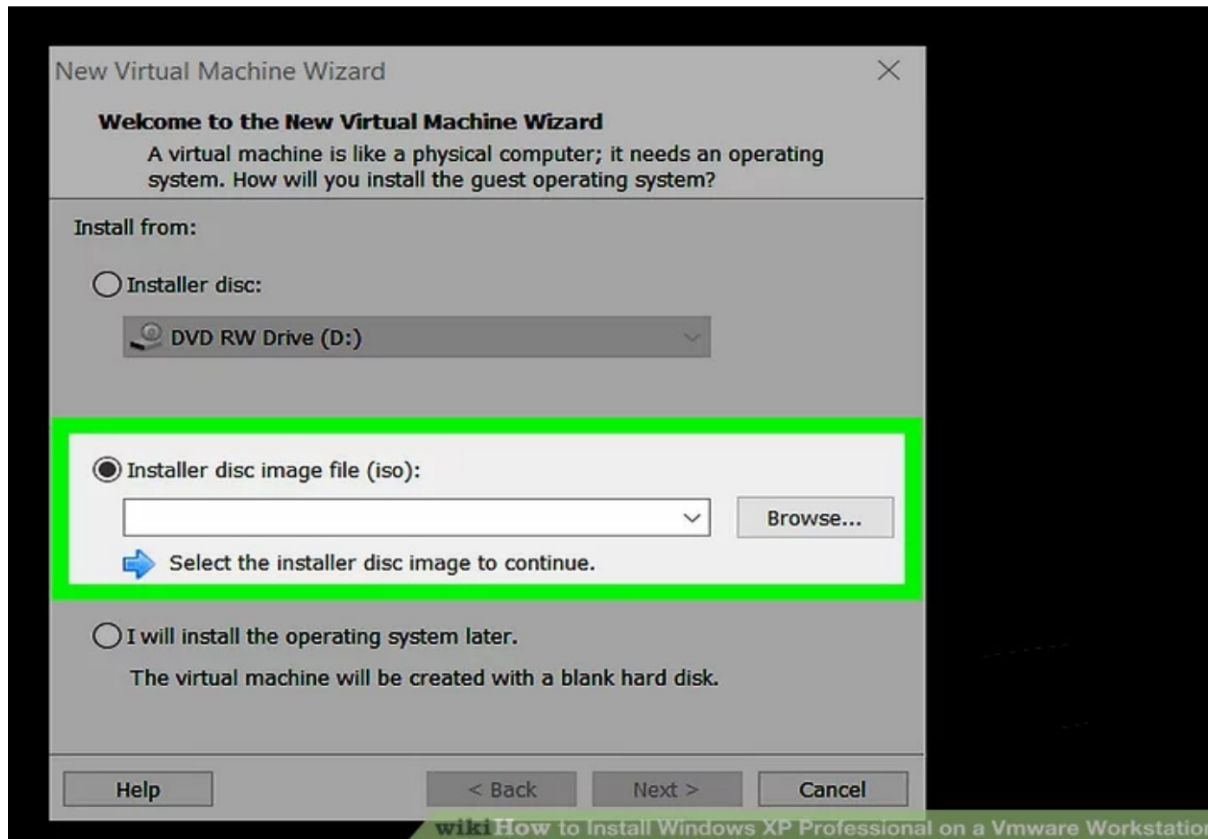 New Virtual Machine Wizard
Welcome to the New Virtual Machine Wizard
A virtual machine is like a physical computer; it needs an operating
system. How will you install the guest operating system?
Install from:
Installer disc:
DVD RW Drive (D:)
Installer disc image file (iso):
Browse...
Select the installer disc image to continue.
I will install the operating system later.
The virtual machine will be created with a blank hard disk.
Help
< Back
Next >
Cancel
wikiHow to Install Windows XP Professional on a Vmware Workstation